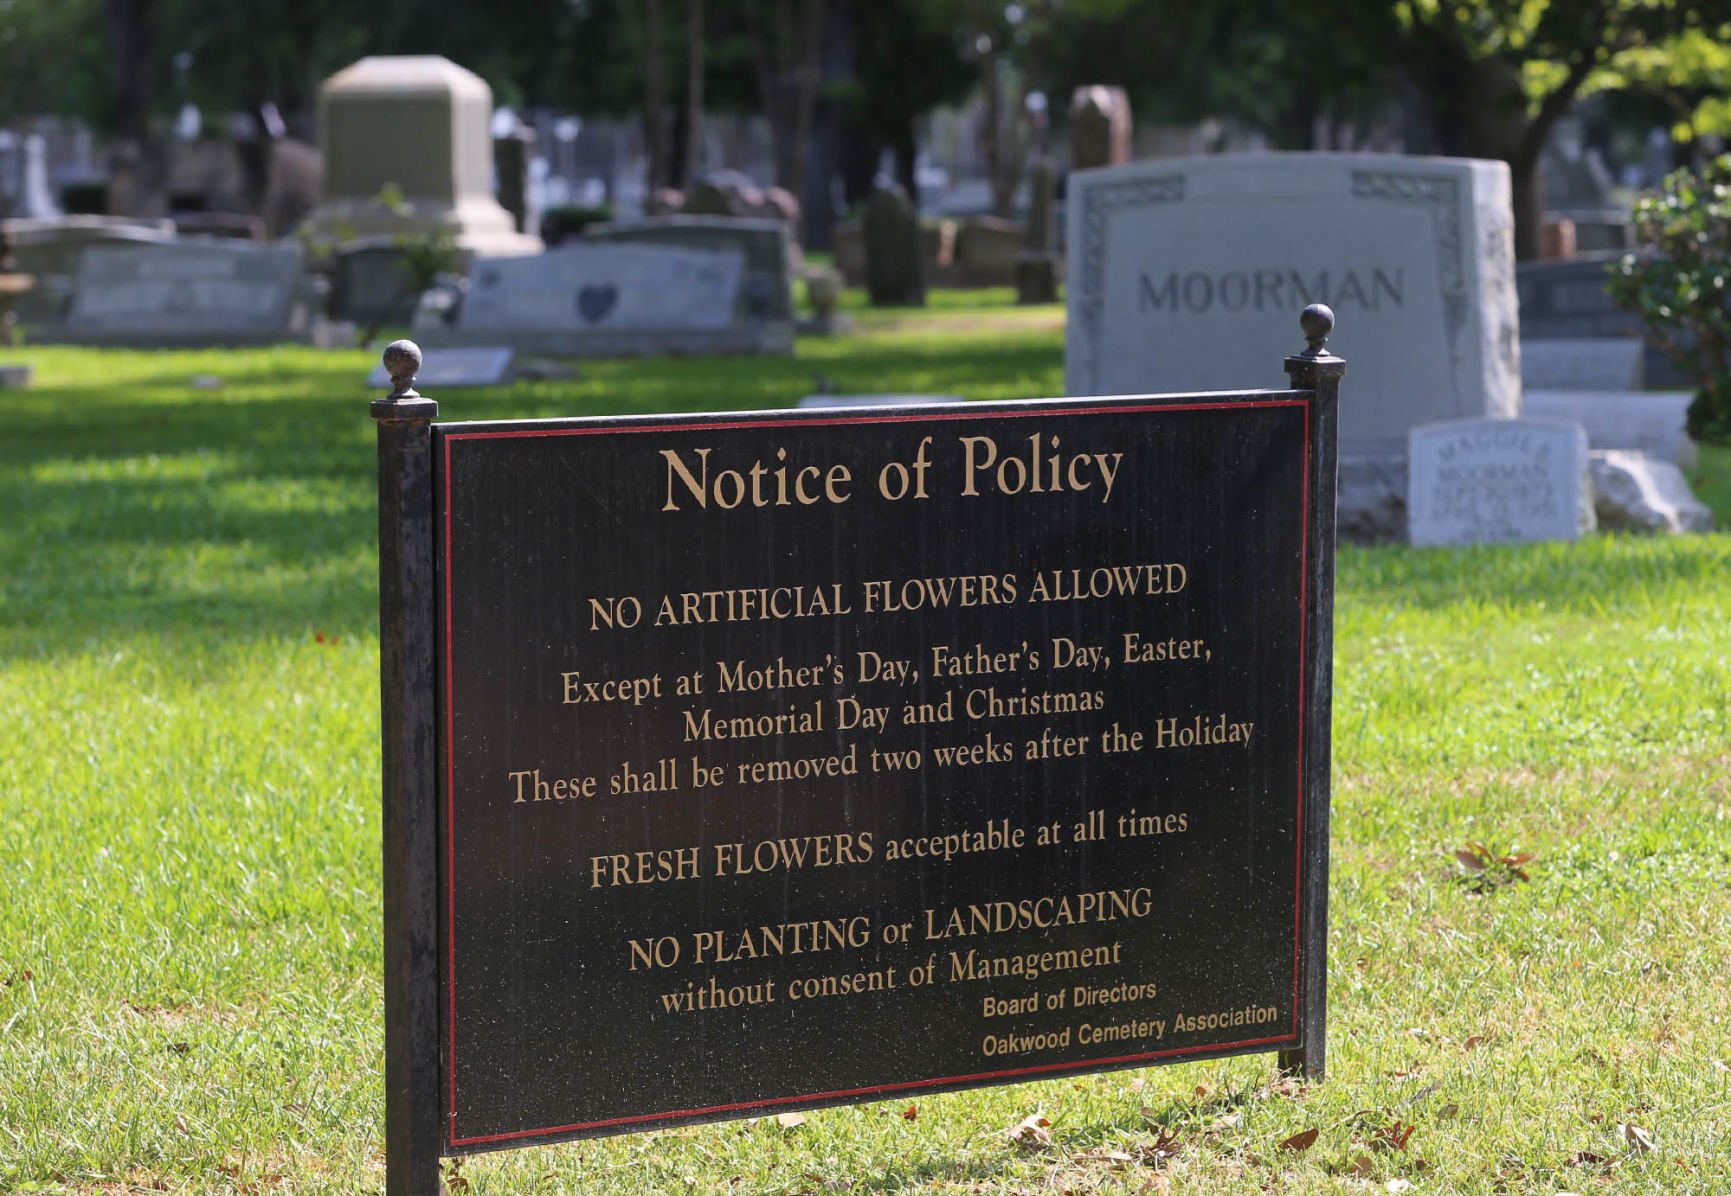 MOORMAN
MAGGIE
MOORMAN
Notice of Policy
NO ARTIFICIAL FLOWERS ALLOWED
Except at Mother's Day, Father's Day, Easter,
Memorial Day and Christmas
These shall be removed two weeks after the Holiday
FRESH FLOWERS acceptable at all times
NO PLANTING or LANDSCAPING
without consent of Management
Board of Directors
Oakwood Cemetery Association